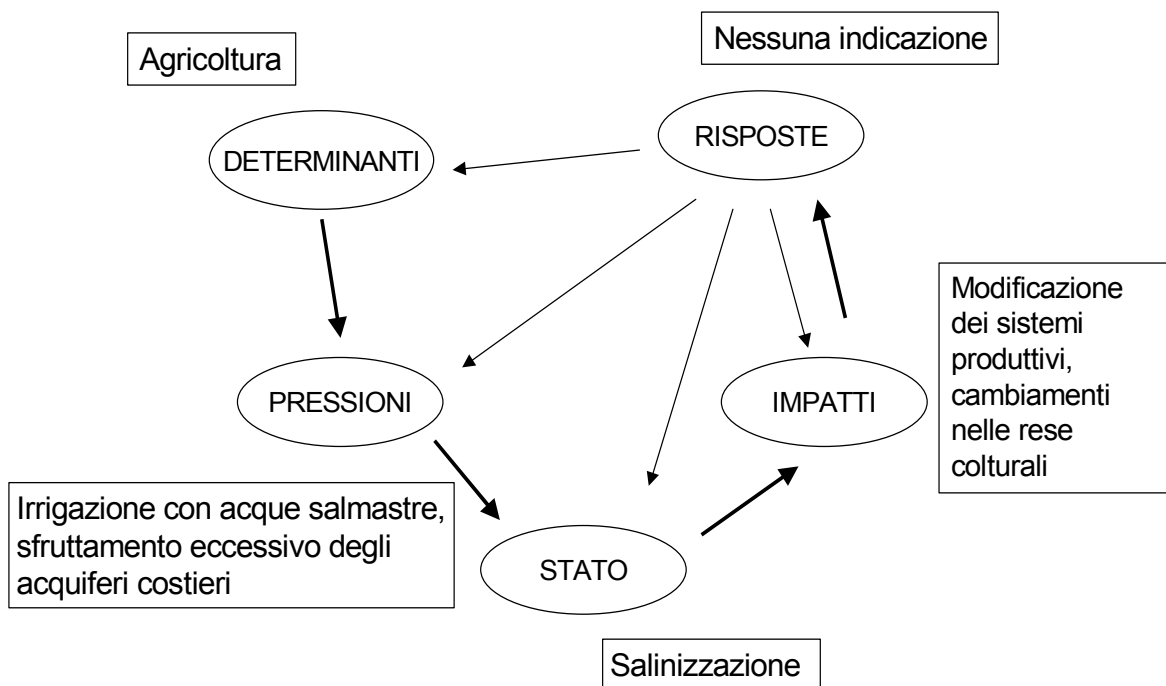 Nessuna indicazione
Agricoltura
RISPOSTE
DETERMINANTI
Modificazione
dei sistemi
produttivi,
cambiamenti
nelle rese
colturali
PRESSIONI
IMPATTI
Irrigazione con acque salmastre,
sfruttamento eccessivo degli
acquiferi costieri
STATO
Salinizzazione